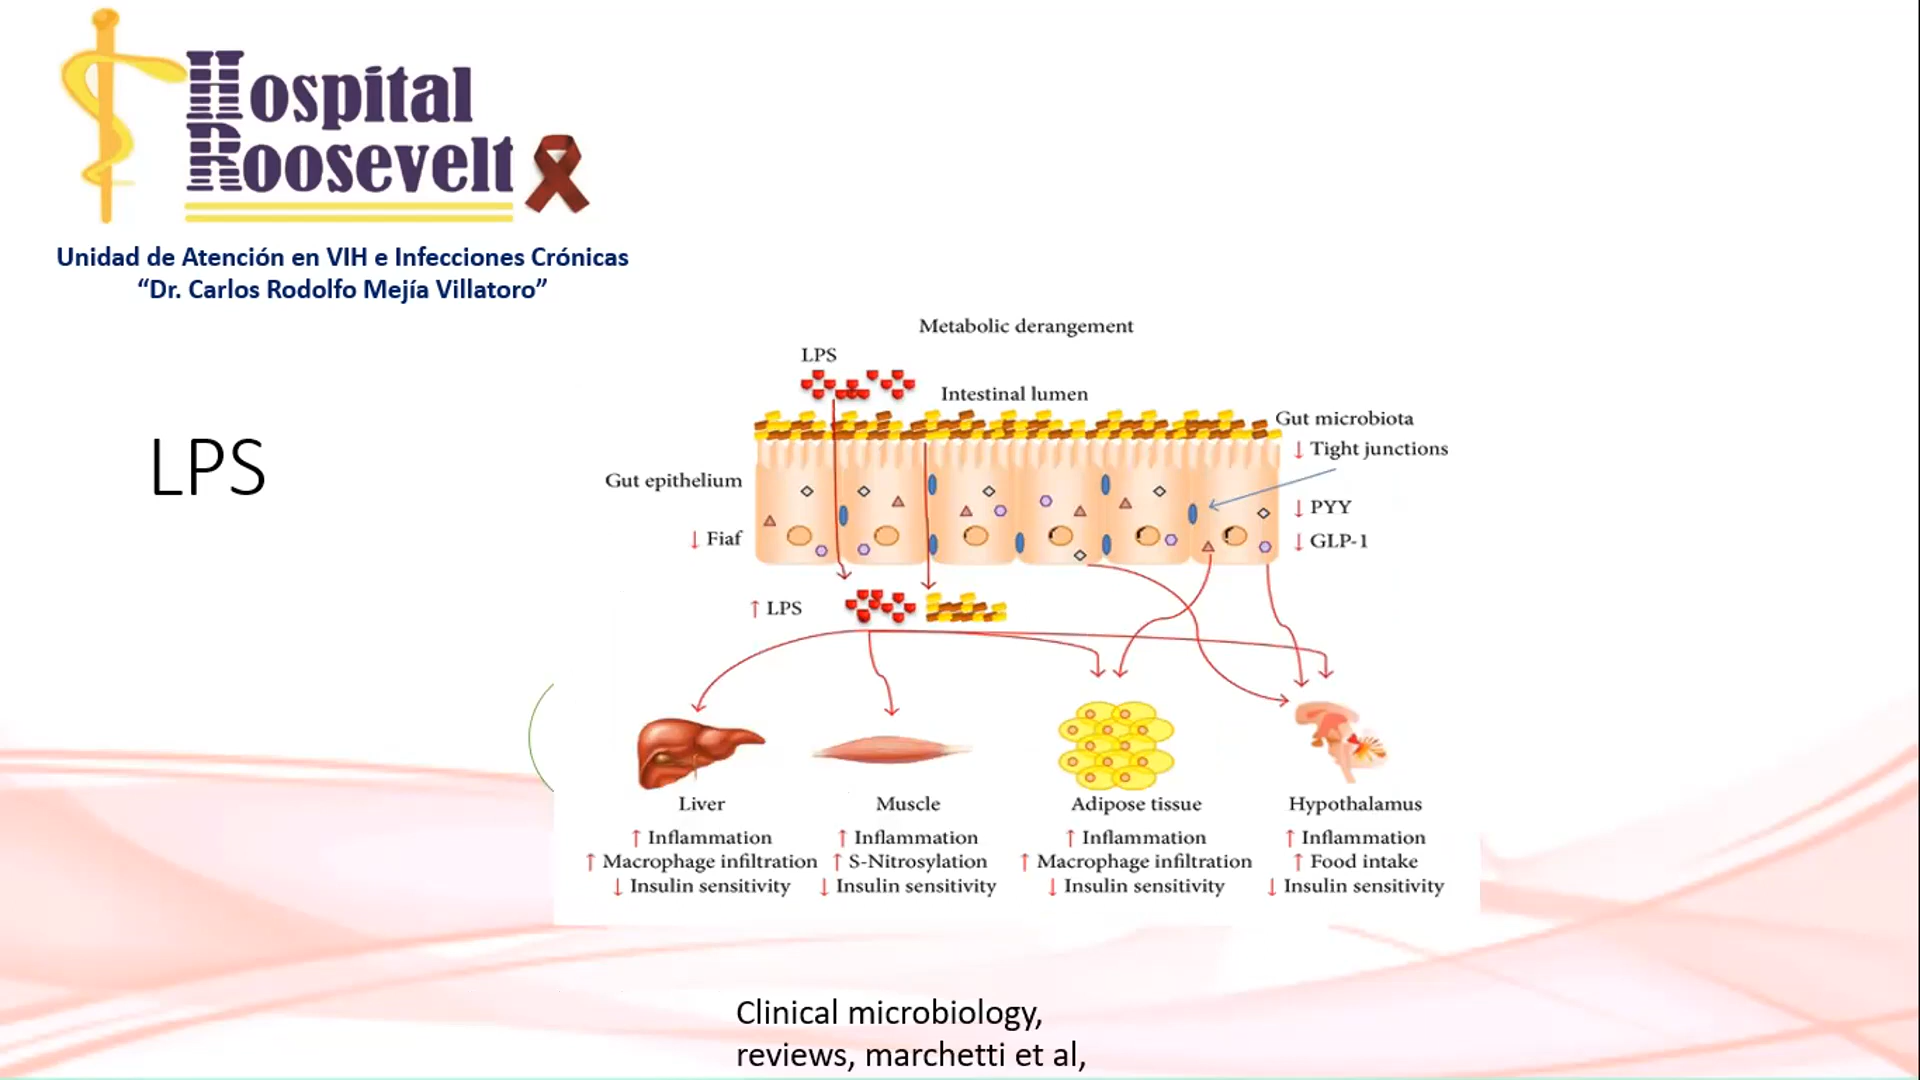 Hospital
Roosevelt
Unidad de Atención en VIH e Infecciones Crónicas
“Dr. Carlos Rodolfo Mejía Villatoro”
LPS
Metabolic derangement
LPS
Intestinal lumen
Gut microbiota
↓ Tight junctions
Gut epithelium
↓ PYY
↓ Fiaf
↓ GLP-1
↑ LPS
Liver
↑ Inflammation
↑ Macrophage infiltration
↓ Insulin sensitivity
Muscle
↑ Inflammation
↑ S-Nitrosylation
↓ Insulin sensitivity
Adipose tissue
↑ Inflammation
↑ Macrophage infiltration
↓ Insulin sensitivity
Hypothalamus
↑ Inflammation
↑ Food intake
↓ Insulin sensitivity
Clinical microbiology,
reviews, marchetti et al,